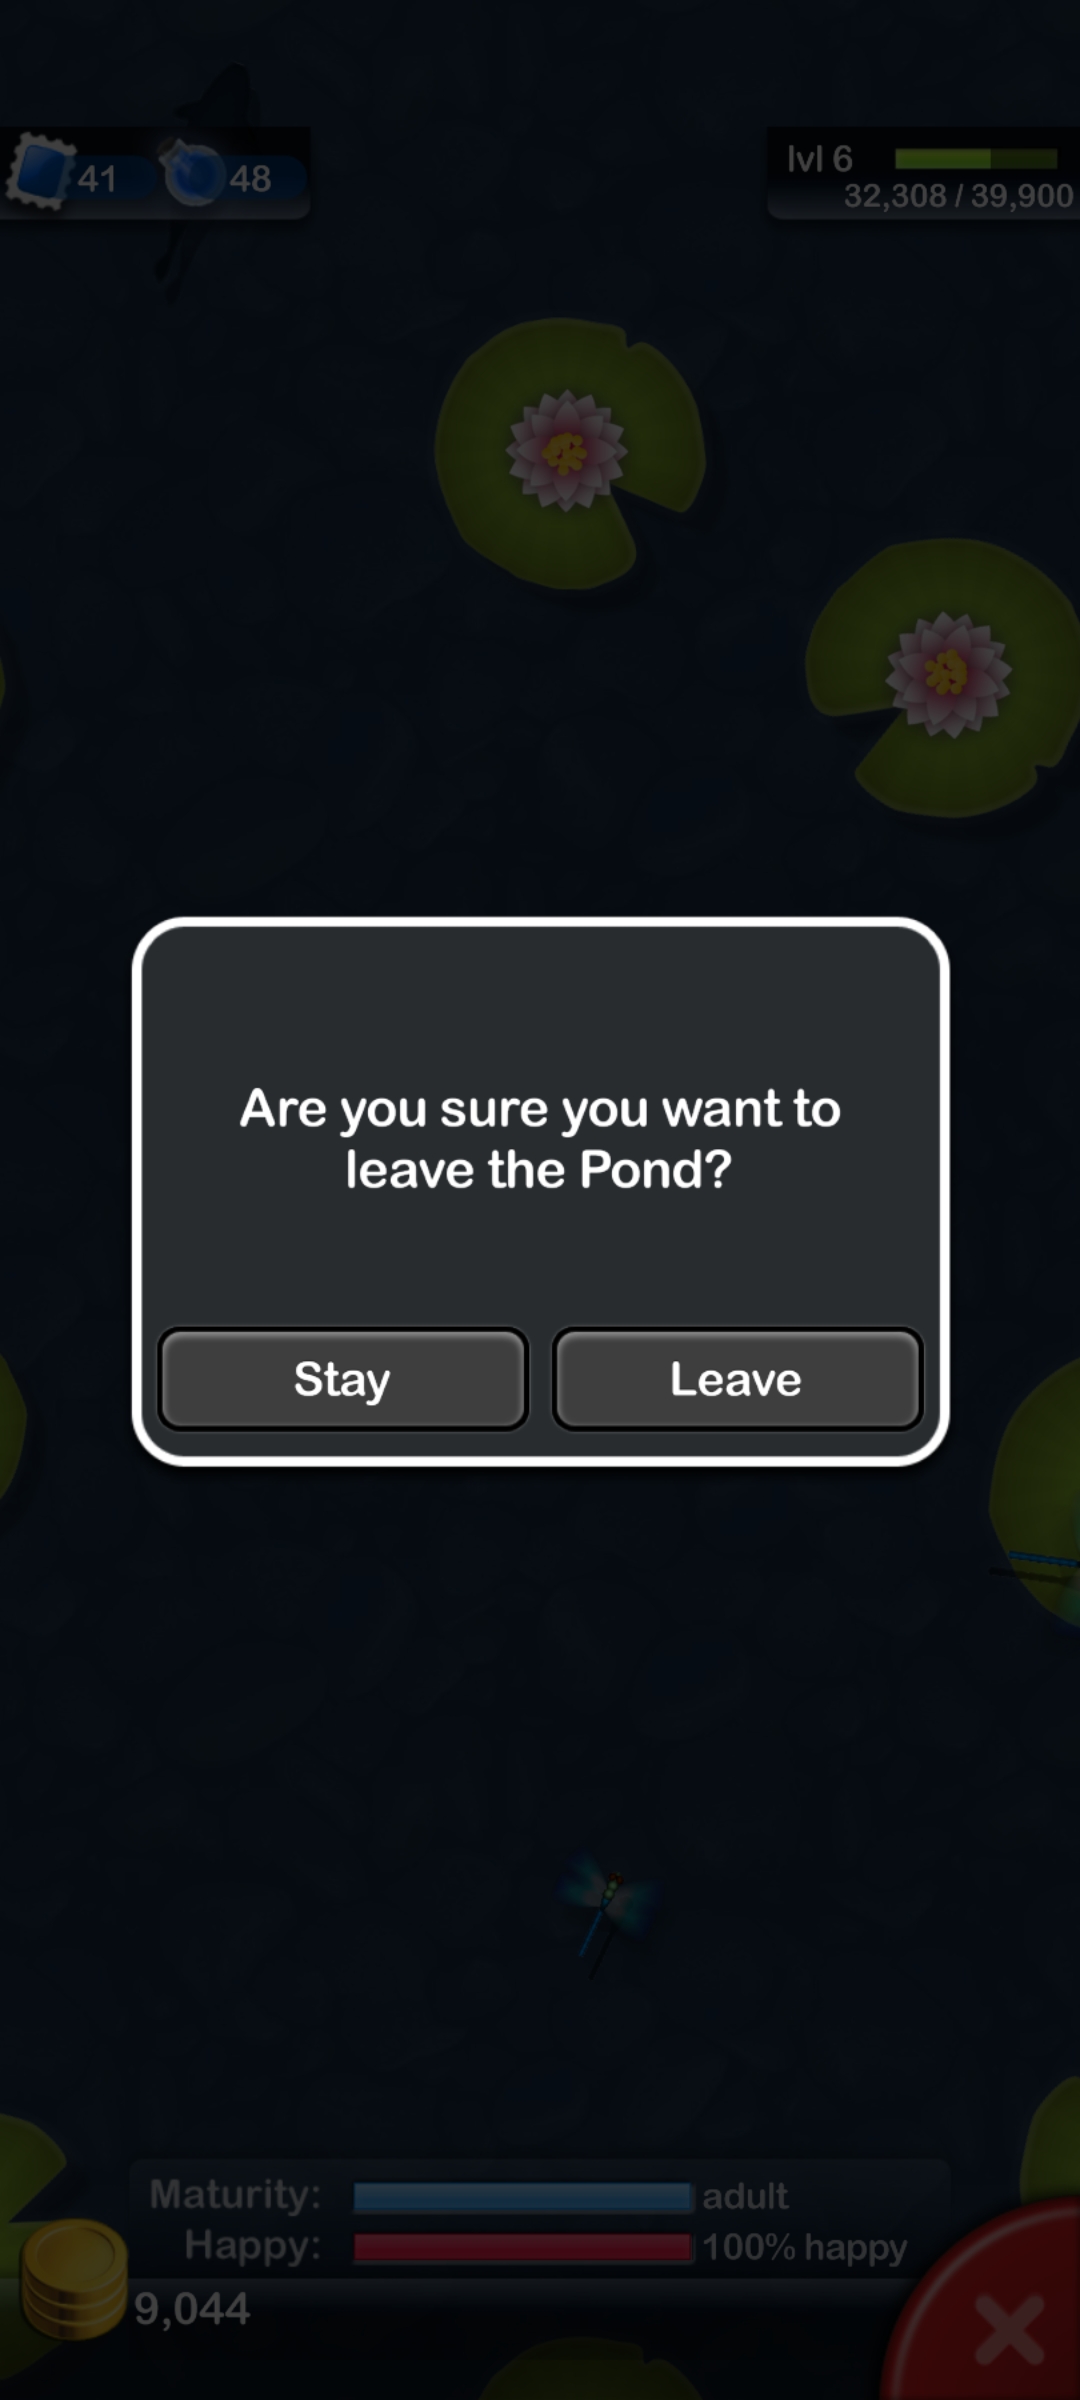 41
48
lvl 6
32,308 / 39,900
Are you sure you want to
leave the Pond?
Stay
Leave
Maturity: adult
Happy: 100% happy
9,044